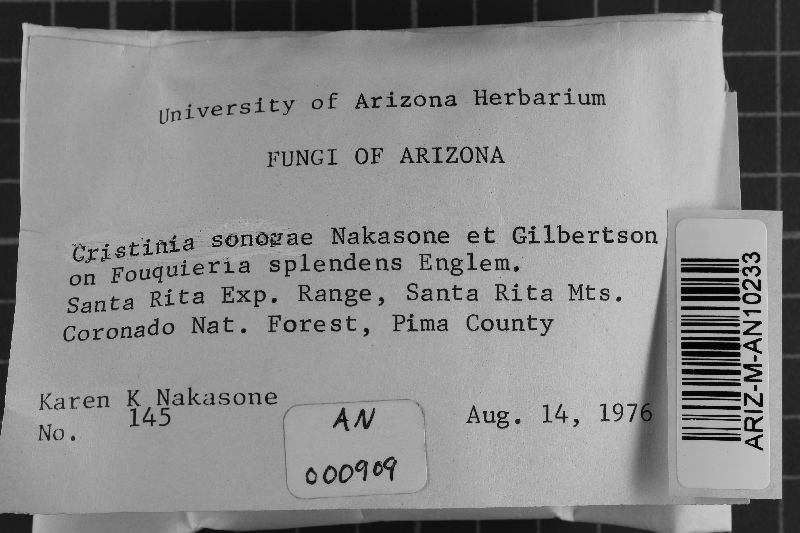 University of Arizona Herbarium
FUNGI OF ARIZONA
Cristinia sonorae Nakasone et Gilbertson
on Fouquieria splendens Englem.
Santa Rita Exp. Range, Santa Rita Mts.
Coronado Nat. Forest, Pima County
Karen K Nakasone
No. 145
Aug. 14, 1976
AN
000909
ARIZ-M-AN10233